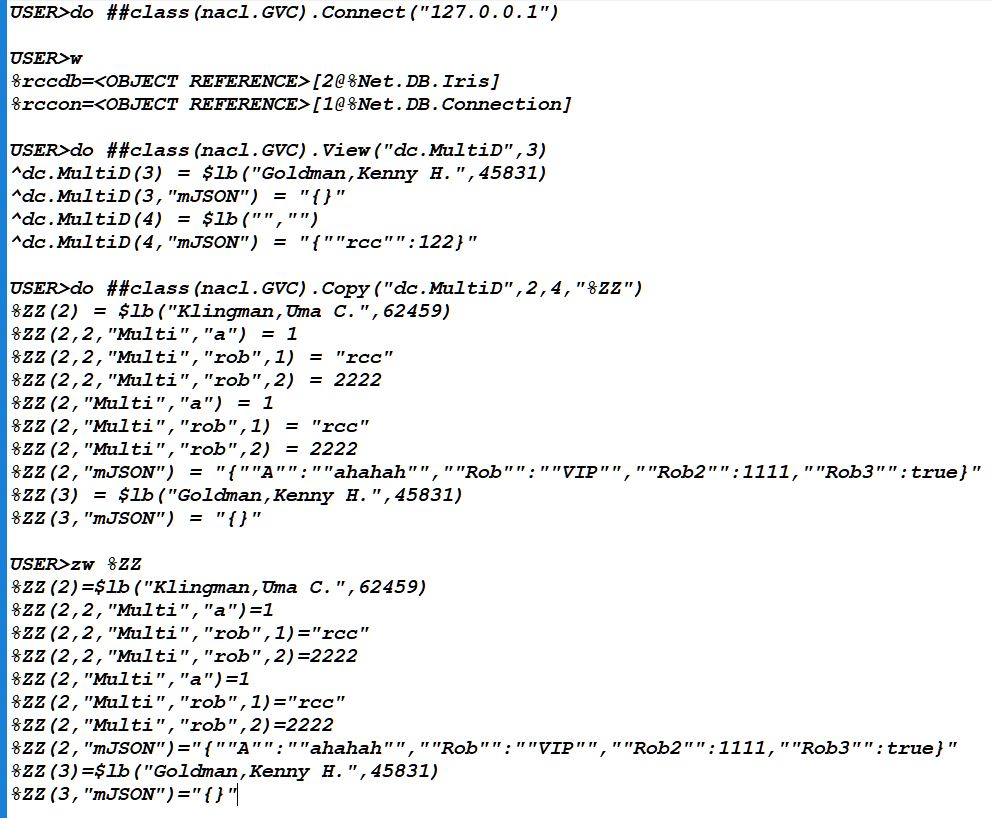 USER>do ##class(nacl.GVC).Connect("127.0.0.1")
USER>w
%rccdb=<OBJECT REFERENCE>[2@%Net.DB.Iris]
%rccon=<OBJECT REFERENCE>[1@%Net.DB.Connection]
USER>do ##class(nacl.GVC).View("dc.MultiD",3)
^dc.MultiD(3) = $lb("Goldman,Kenny H.",45831)
^dc.MultiD(3,"mJSON") = "{}"
^dc.MultiD(4) = $lb("","")
^dc.MultiD(4,"mJSON") = "{""rcc"":122}"
USER>do ##class(nacl.GVC).Copy("dc.MultiD",2,4,"%ZZ")
%ZZ(2) = $lb("Klingman,Uma C.",62459)
%ZZ(2,2,"Multi","a") = 1
%ZZ(2,2,"Multi","rob",1) = "rcc"
%ZZ(2,2,"Multi","rob",2) = 2222
%ZZ(2,"Multi","a") = 1
%ZZ(2,"Multi","rob",1) = "rcc"
%ZZ(2,"Multi","rob",2) = 2222
%ZZ(2,"mJSON") = "{""A"":""ahahah"",""Rob"":""VIP"",""Rob2"":1111,""Rob3"":true}"
%ZZ(3) = $lb("Goldman,Kenny H.",45831)
%ZZ(3,"mJSON") = "{}"
USER>zw %ZZ
%ZZ(2)=$lb("Klingman,Uma C.",62459)
%ZZ(2,2,"Multi","a")=1
%ZZ(2,2,"Multi","rob",1)="rcc"
%ZZ(2,2,"Multi","rob",2)=2222
%ZZ(2,"Multi","a")=1
%ZZ(2,"Multi","rob",1)="rcc"
%ZZ(2,"Multi","rob",2)=2222
%ZZ(2,"mJSON")="{""A"":""ahahah"",""Rob"":""VIP"",""Rob2"":1111,""Rob3"":true}"
%ZZ(3)=$lb("Goldman,Kenny H.",45831)
%ZZ(3,"mJSON")="{}"